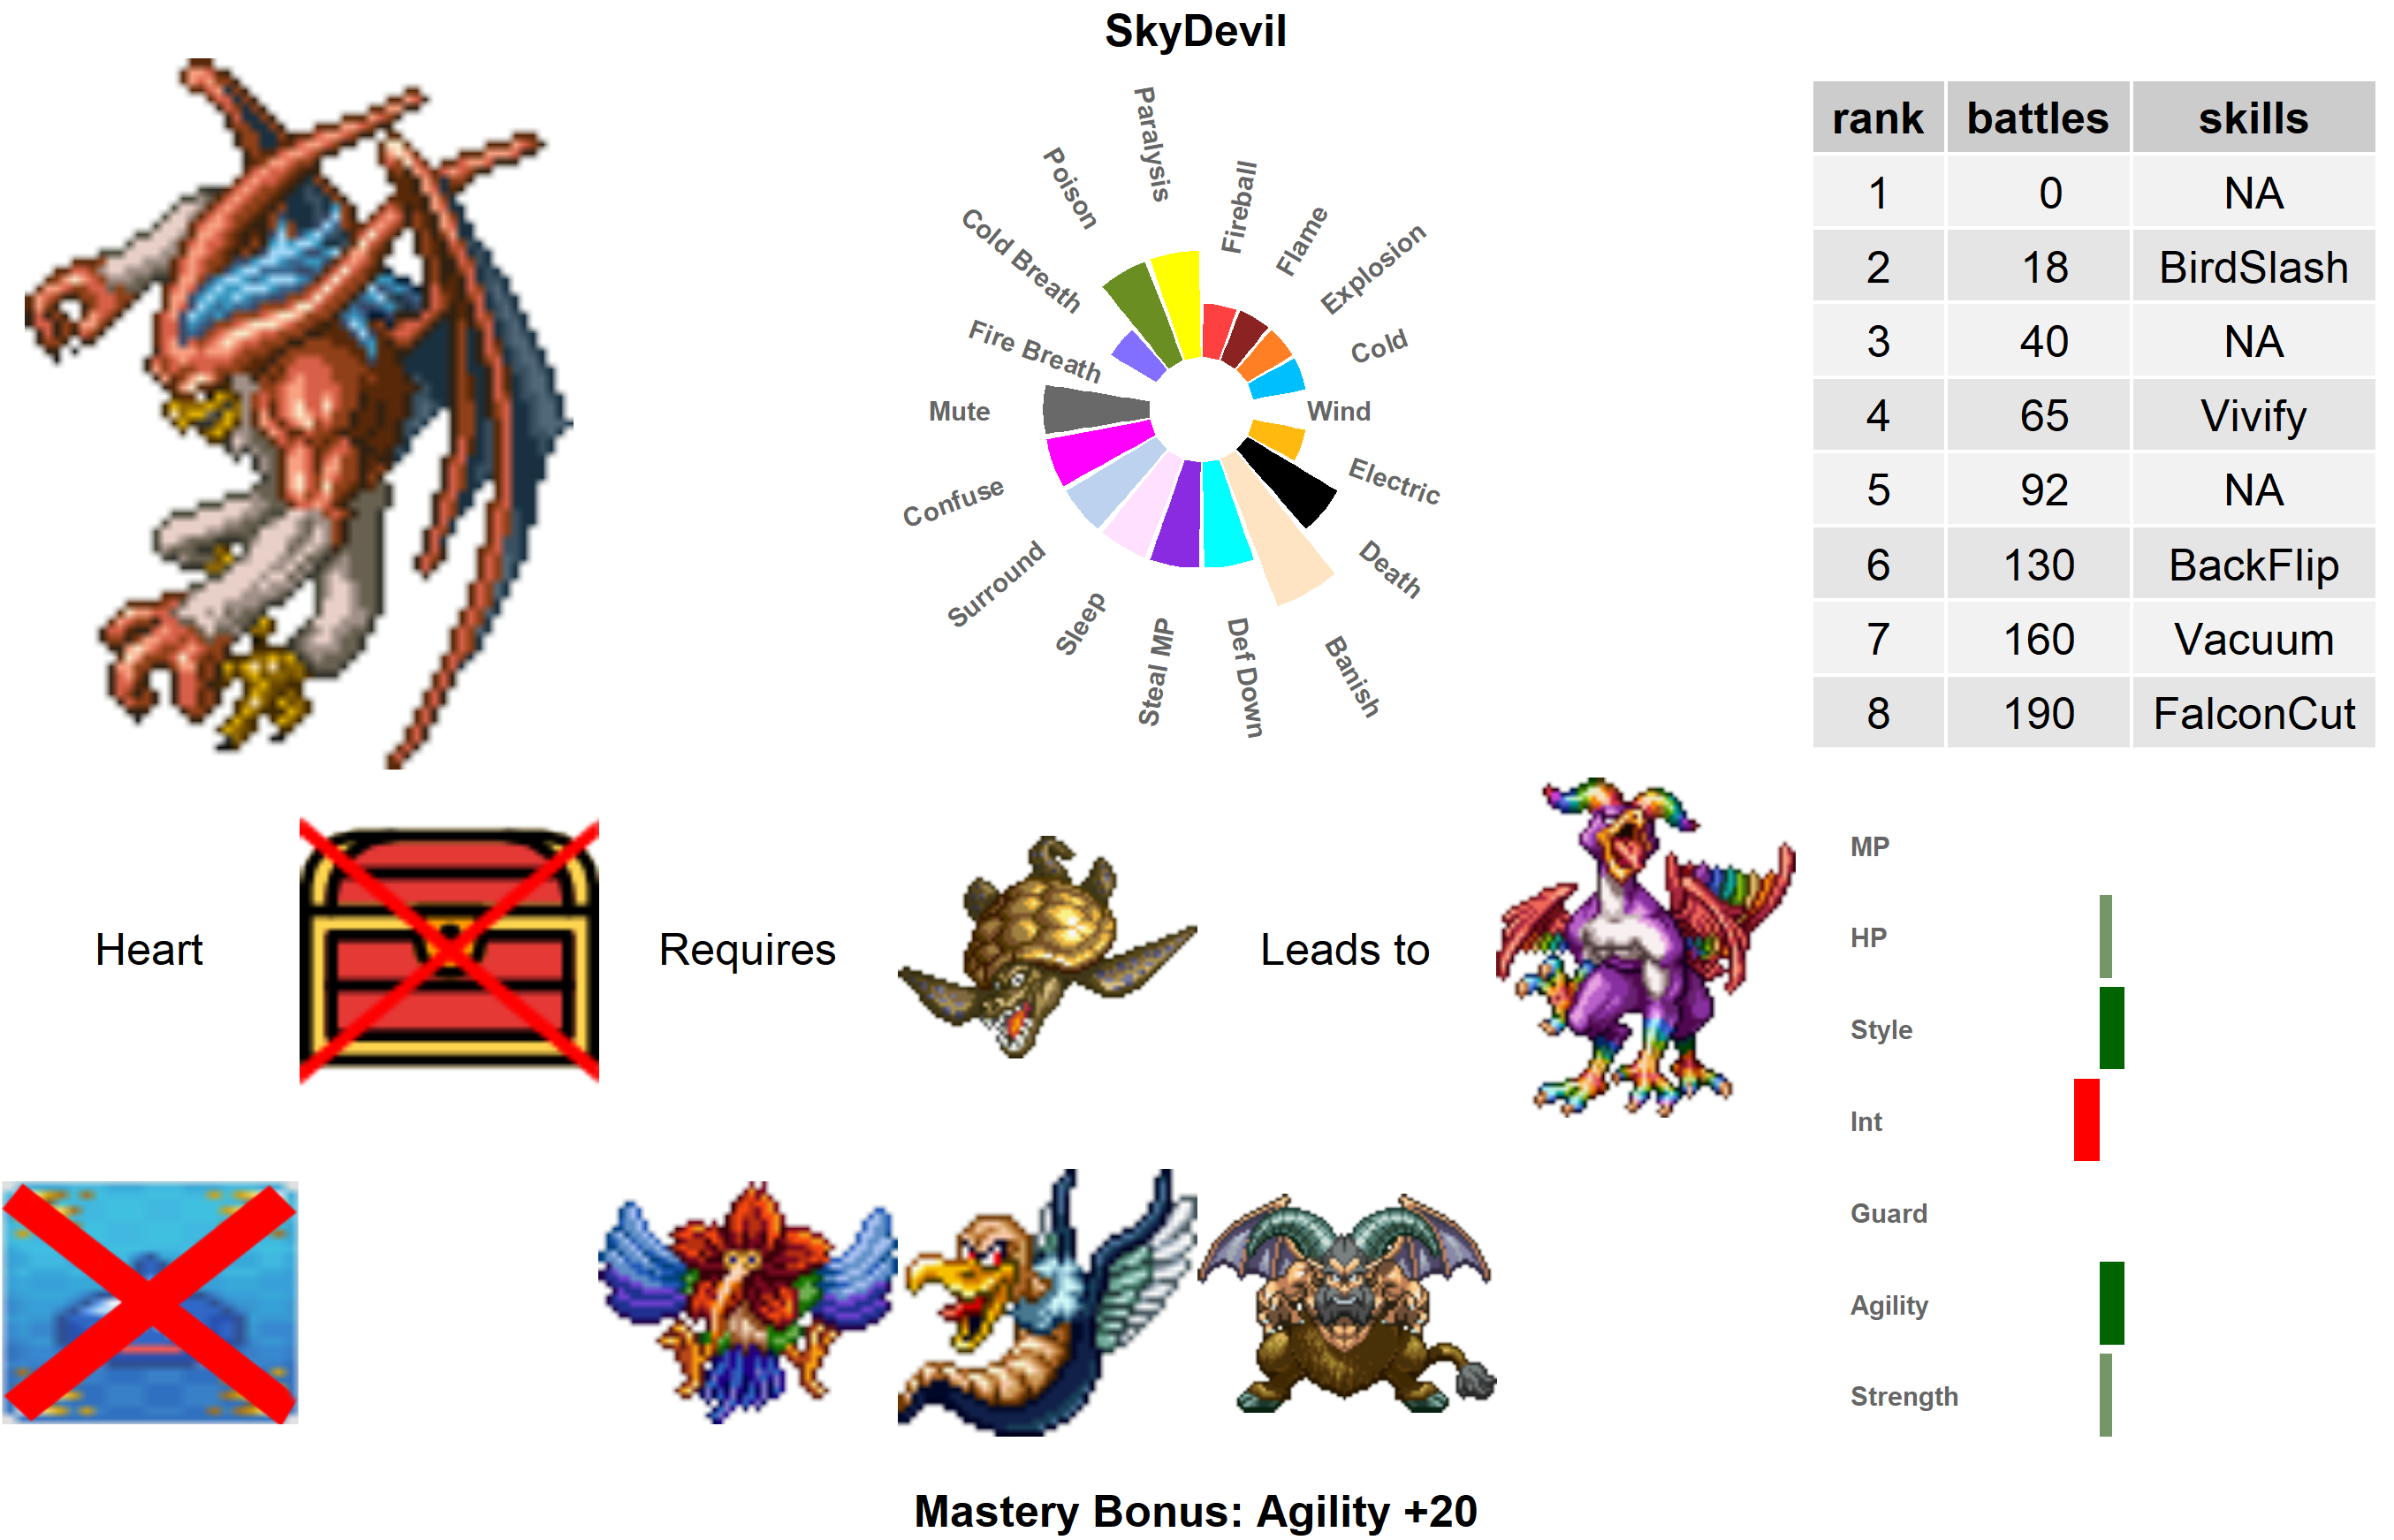 SkyDevil
Paralysis
Poison
Cold Breath
Fire Breath
Mute
Confuse
Surround
Sleep
Steal MP
Def Down
Banish
Death
Electric
Wind
Cold
Explosion
Flame
Fireball
rank battles skills
1 0 NA
2 18 BirdSlash
3 40 NA
4 65 Vivify
5 92 NA
6 130 BackFlip
7 160 Vacuum
8 190 FalconCut
Heart
Requires
Leads to
MP
HP
Style
Int
Guard
Agility
Strength
Mastery Bonus: Agility +20